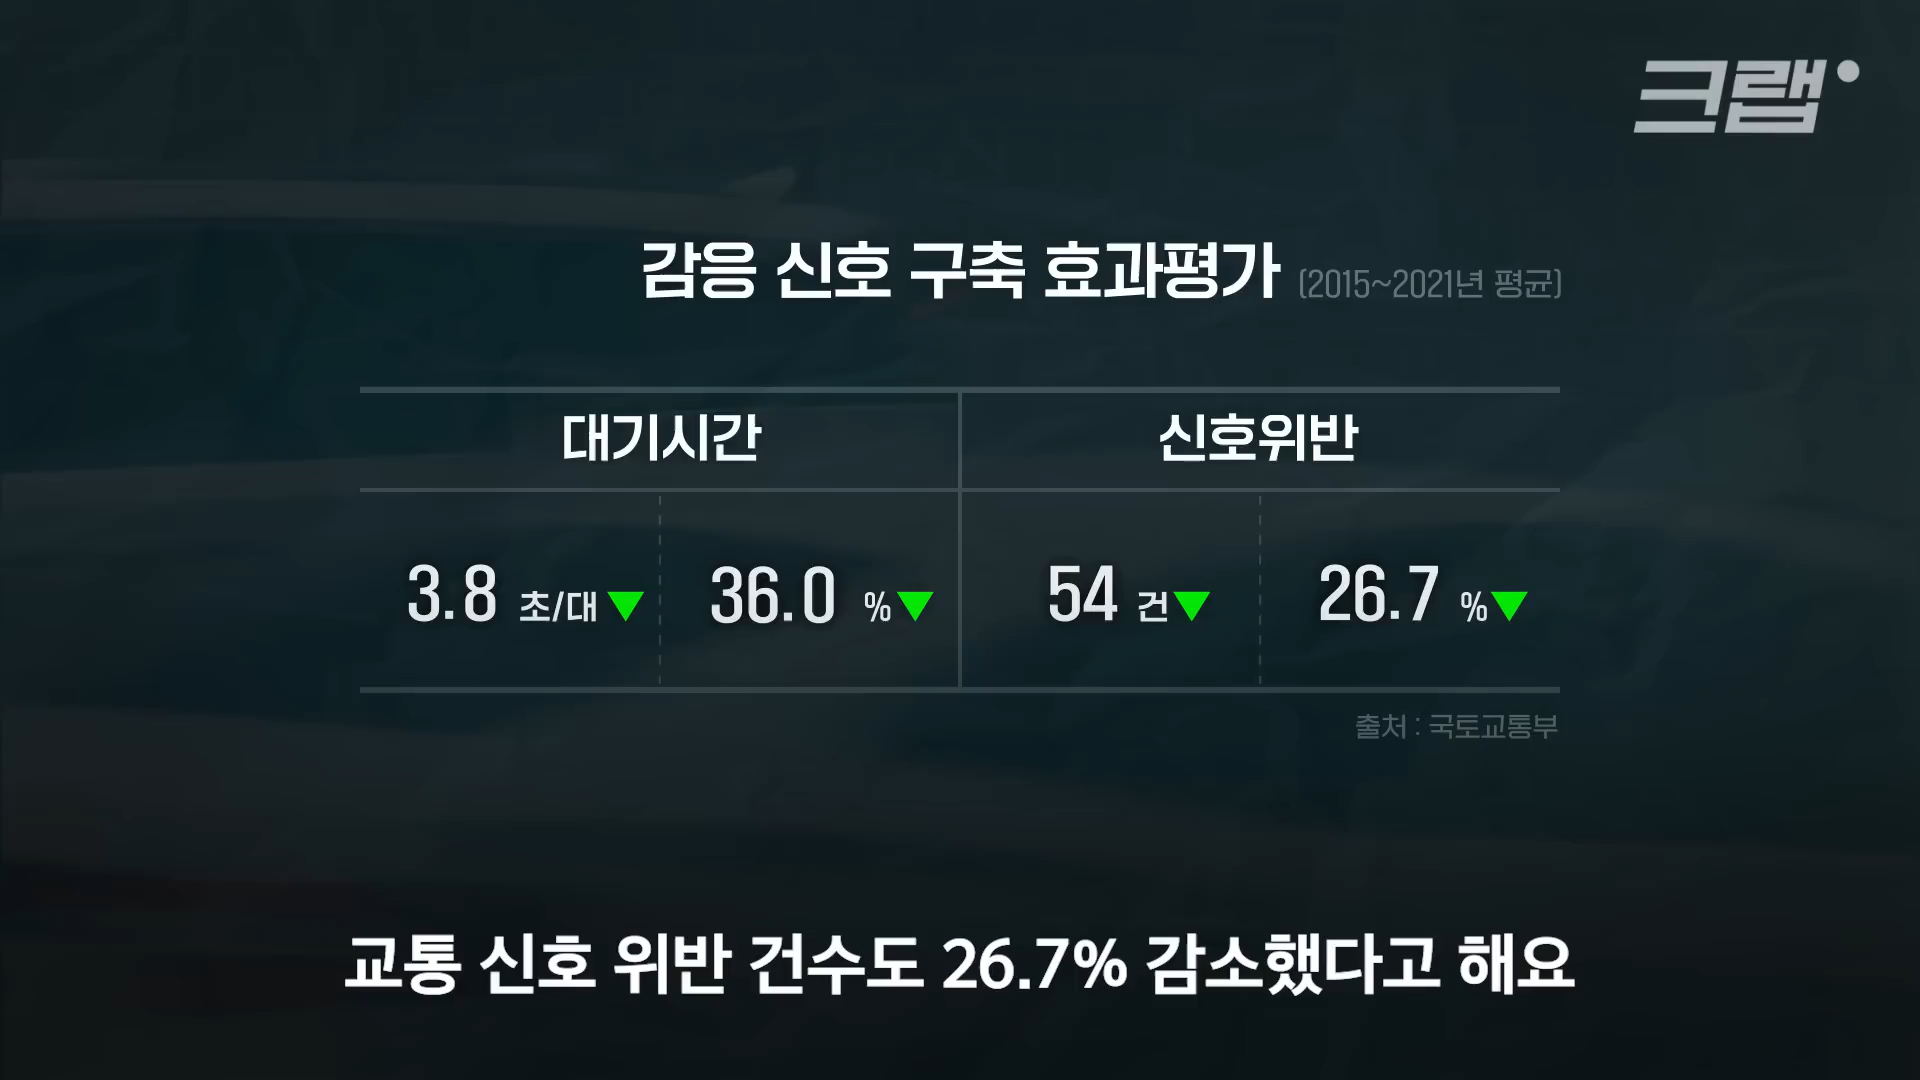 크랩
감응 신호 구축 효과평가 (2015~2021년 평균)
대기시간 신호위반
3.8 초/대▼ 36.0 %▼ 54 건▼ 26.7 %▼
출처 : 국토교통부
교통 신호 위반 건수도 26.7% 감소했다고 해요